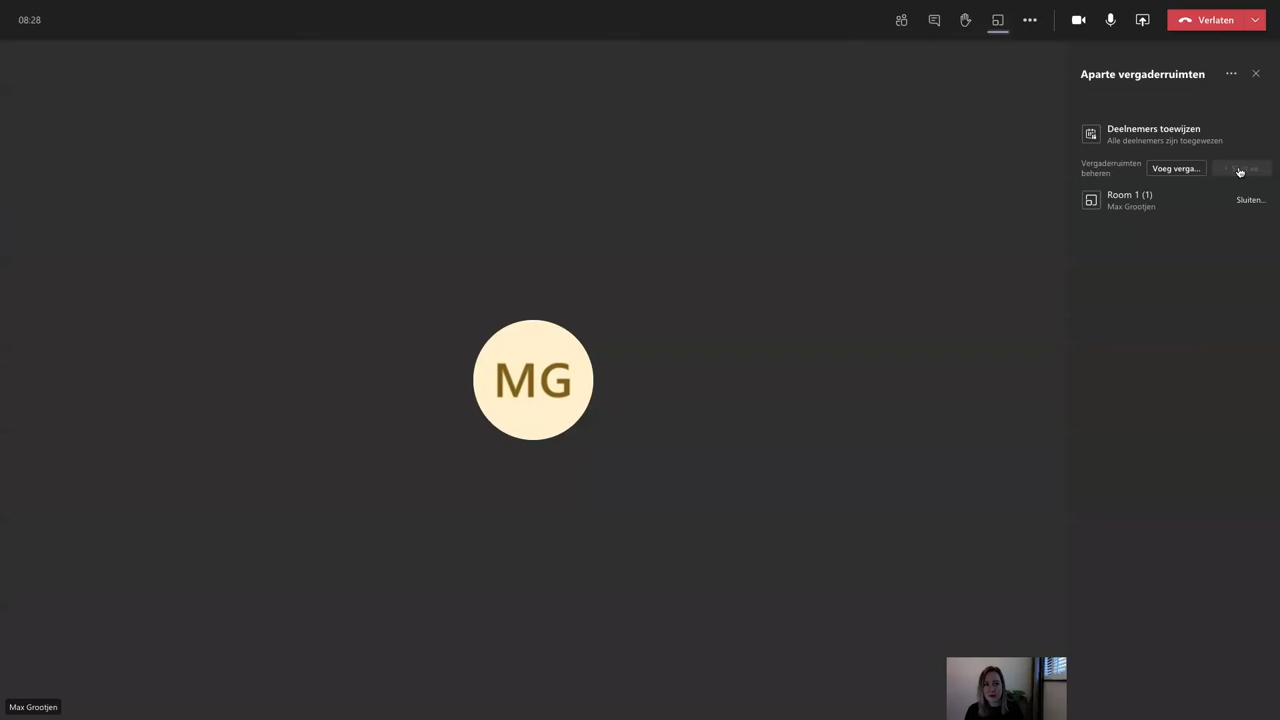 08:28
Verlaten
Aparte vergaderruimten
Deelnemers toewijzen
Alle deelnemers zijn toegewezen
Vergaderruimten
beheren
Voeg verga...
Room 1 (1)
Max Grootjen
Sluiten...
MG
Max Grootjen